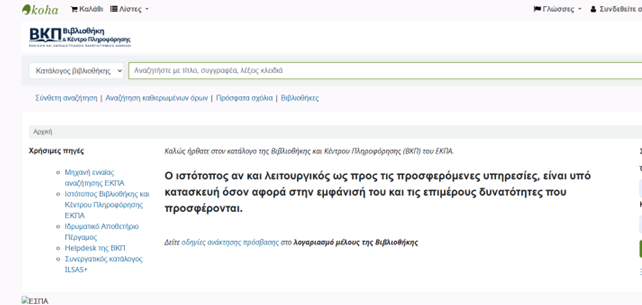 koha Καλάθι Λίστες Γλώσσες Συνδεθείτε
ΒΚΠ Βιβλιοθήκη
& Κέντρο Πληροφόρησης
Κατάλογος βιβλιοθήκης Αναζητήστε με τίτλο, συγγραφέα, λέξεις κλειδιά
Σύνθετη αναζήτηση | Αναζήτηση καθιερωμένων όρων | Πρόσφατα σχόλια | Βιβλιοθήκες
Αρχική
Χρήσιμες πηγές
Μηχανή ενιαίας
αναζήτησης ΕΚΠΑ
Ιστότοπος Βιβλιοθήκης και
Κέντρου Πληροφόρησης
ΕΚΠΑ
Ιδρυματικό Αποθετήριο
Πέργαμος
Helpdesk της ΒΚΠ
Συνεργατικός κατάλογος
ILSAS+
Καλώς ήρθατε στον κατάλογο της Βιβλιοθήκης και Κέντρου Πληροφόρησης (ΒΚΠ) του ΕΚΠΑ.
Ο ιστότοπος αν και λειτουργικός ως προς τις προσφερόμενες υπηρεσίες, είναι υπό
κατασκευή όσον αφορά στην εμφάνισή του και τις επιμέρους δυνατότητες που
προσφέρονται.
Δείτε οδηγίες ανάκτησης πρόσβασης στο λογαριασμό μέλους της Βιβλιοθήκης
ΕΣΠΑ